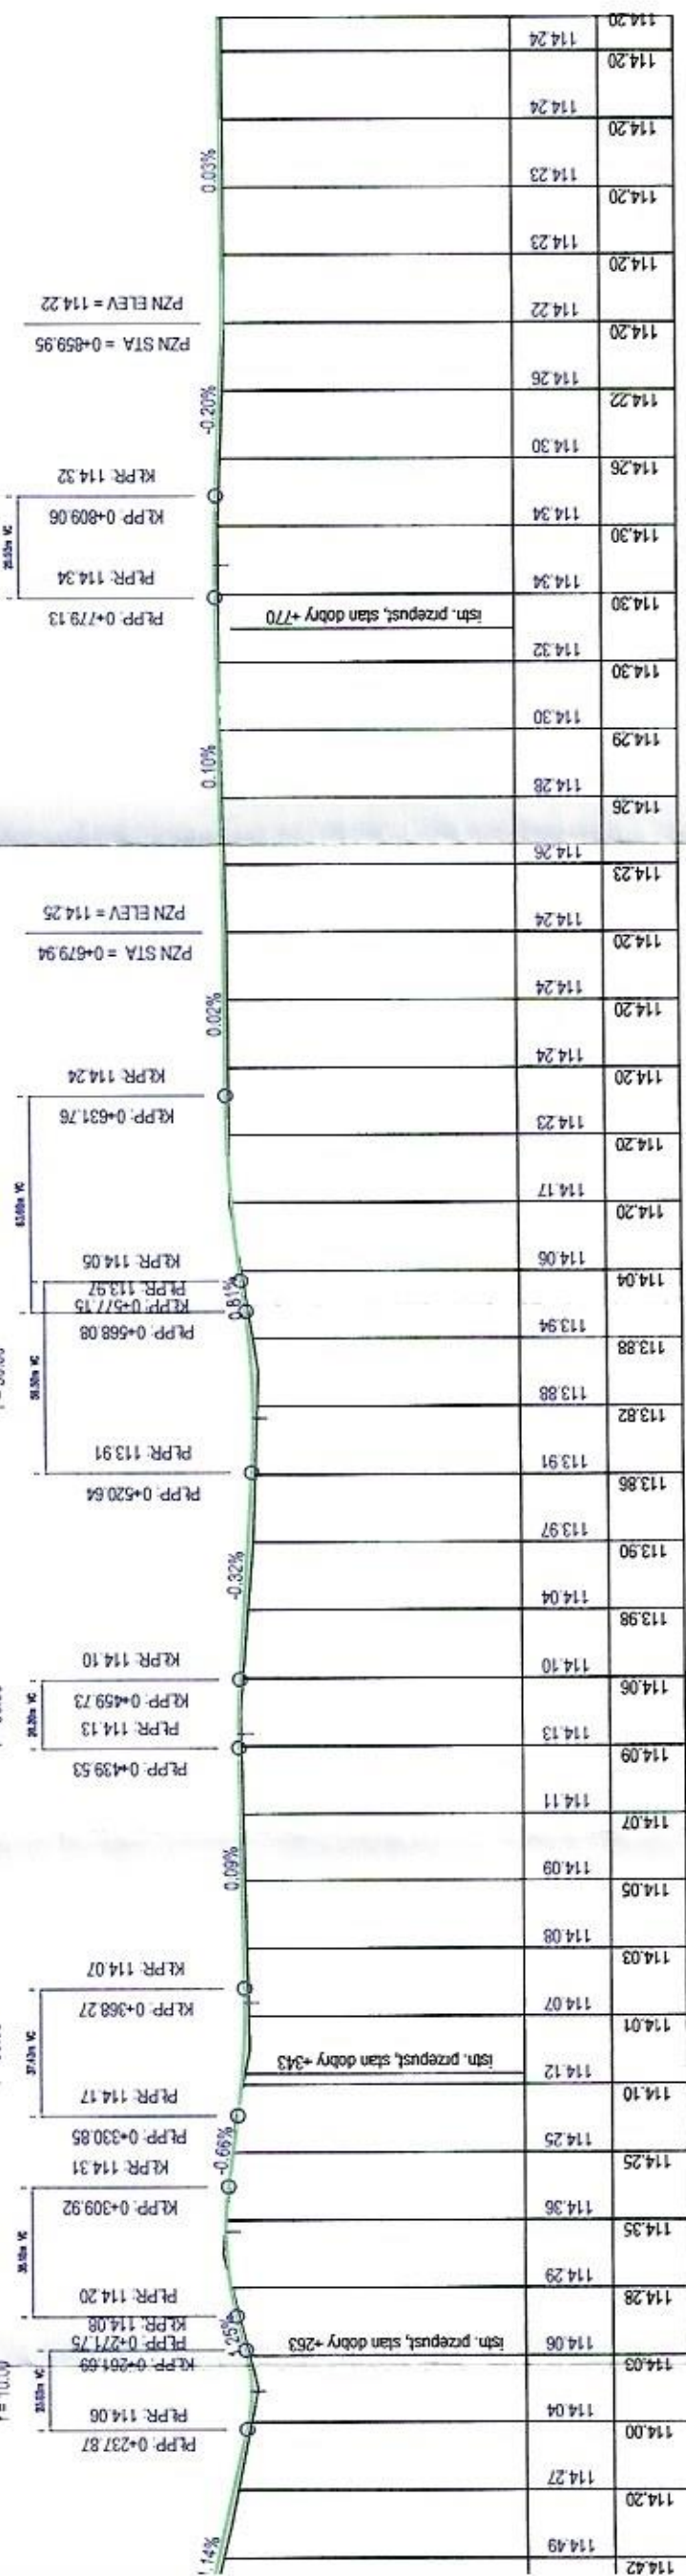 114.20
114.24
114.20
114.24
114.20
0.03%
114.23
114.20
114.23
114.20
PZN ELEV = 114.22
PZN STA = 0+859.95
114.22
114.20
114.26
114.22
-0.20%
114.30
114.26
KŁPR: 114.32
KŁPP: 0+809.06
114.34
114.30
PŁPR: 114.34
PŁPP: 0+779.13
114.34
114.30
istn. przepust, stan dobry +770
114.32
114.30
114.30
114.29
0.10%
114.28
114.26
114.26
114.23
PZN ELEV = 114.25
PZN STA = 0+679.94
114.24
114.20
114.24
114.20
0.02%
114.24
114.20
KŁPR: 114.24
KŁPP: 0+631.76
114.23
114.20
114.17
114.20
63.68m VC
KŁPR: 114.05
PŁPR: 113.97
KŁPP: 0+577.15
PŁPP: 0+568.08
0.81%
114.06
114.04
113.94
113.88
113.88
113.82
PŁPR: 113.91
PŁPP: 0+520.64
113.91
113.86
113.97
113.90
-0.32%
114.04
113.98
KŁPR: 114.10
KŁPP: 0+459.73
114.10
114.06
PŁPR: 114.13
PŁPP: 0+439.53
114.13
114.09
114.11
114.07
0.09%
114.09
114.05
114.08
114.03
KŁPR: 114.07
KŁPP: 0+368.27
37.43m VC
114.07
114.01
istn. przepust, stan dobry +343
114.12
114.10
PŁPR: 114.17
PŁPP: 0+330.85
-0.66%
114.25
114.25
KŁPR: 114.31
KŁPP: 0+309.92
114.36
114.35
114.29
114.28
PŁPR: 114.20
KŁPR: 114.08
PŁPP: 0+271.75
KŁPP: 0+261.69
istn. przepust, stan dobry +263
114.06
114.03
r = 10.00
PŁPR: 114.06
PŁPP: 0+237.87
114.04
114.00
114.27
114.20
114.49
114.42